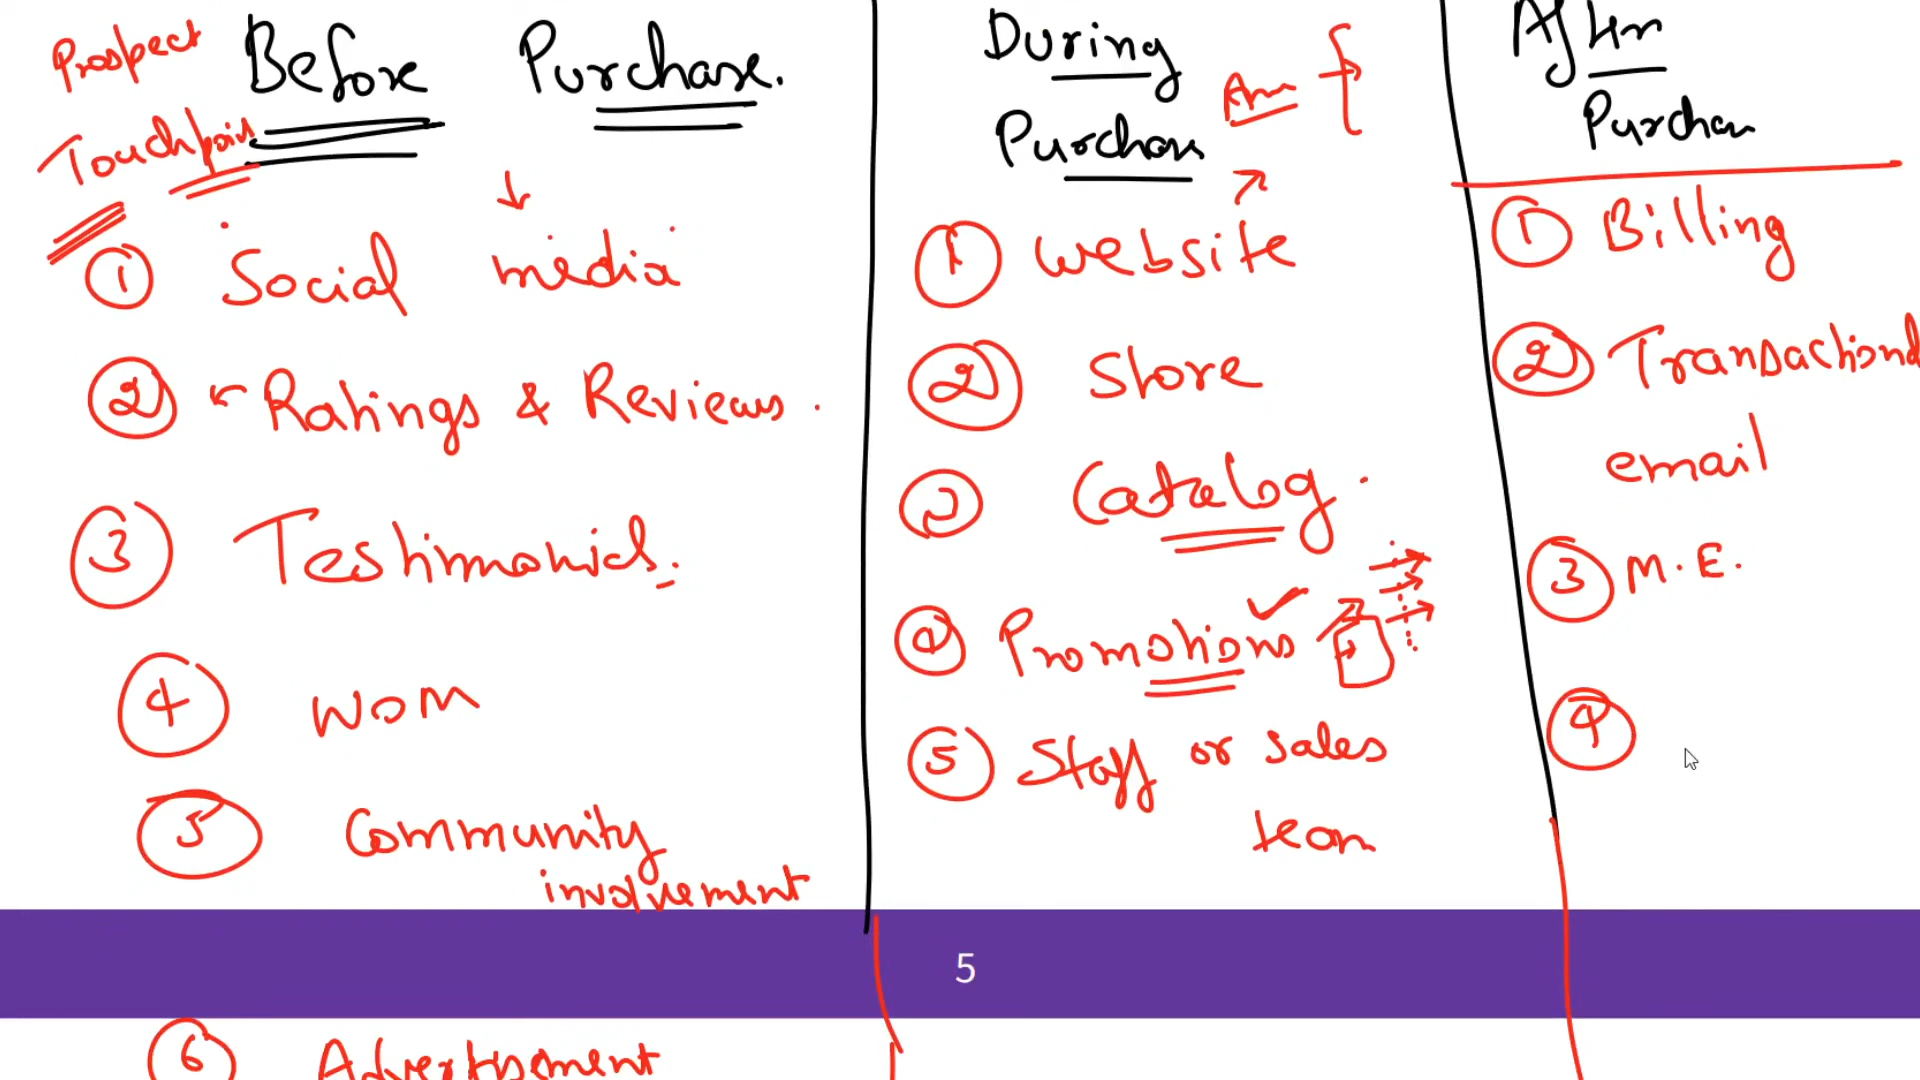 Prospect
Touchpoints
Before Purchase.
① Social media
② Ratings & Reviews.
③ Testimonials.
④ WOM
⑤ Community
involvement
⑥ Advertisement
During
Purchase
① website
② Store
③ Catalog.
④ Promotions
⑤ Staff or sales
team
After
Purchase
① Billing
② Transactional
email
③ M.E.
④
5